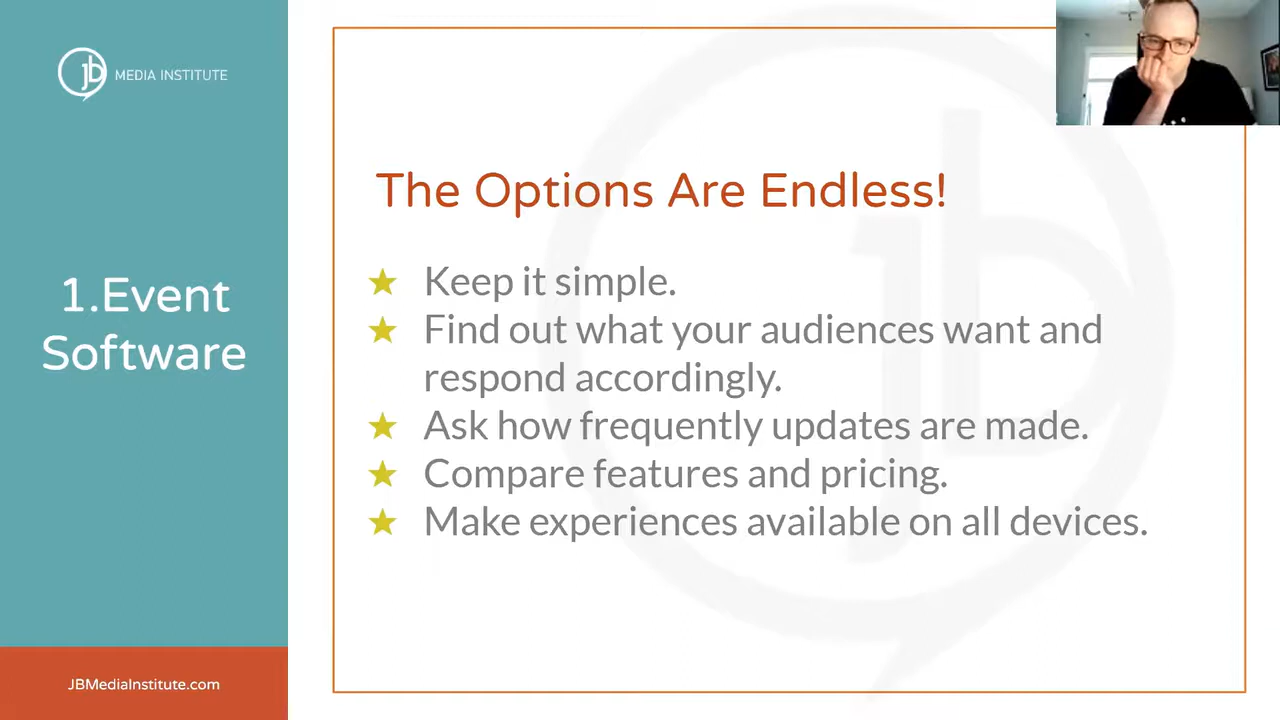 jb MEDIA INSTITUTE
1.Event
Software
JBMediaInstitute.com
The Options Are Endless!
Keep it simple.
Find out what your audiences want and
respond accordingly.
Ask how frequently updates are made.
Compare features and pricing.
Make experiences available on all devices.
jb